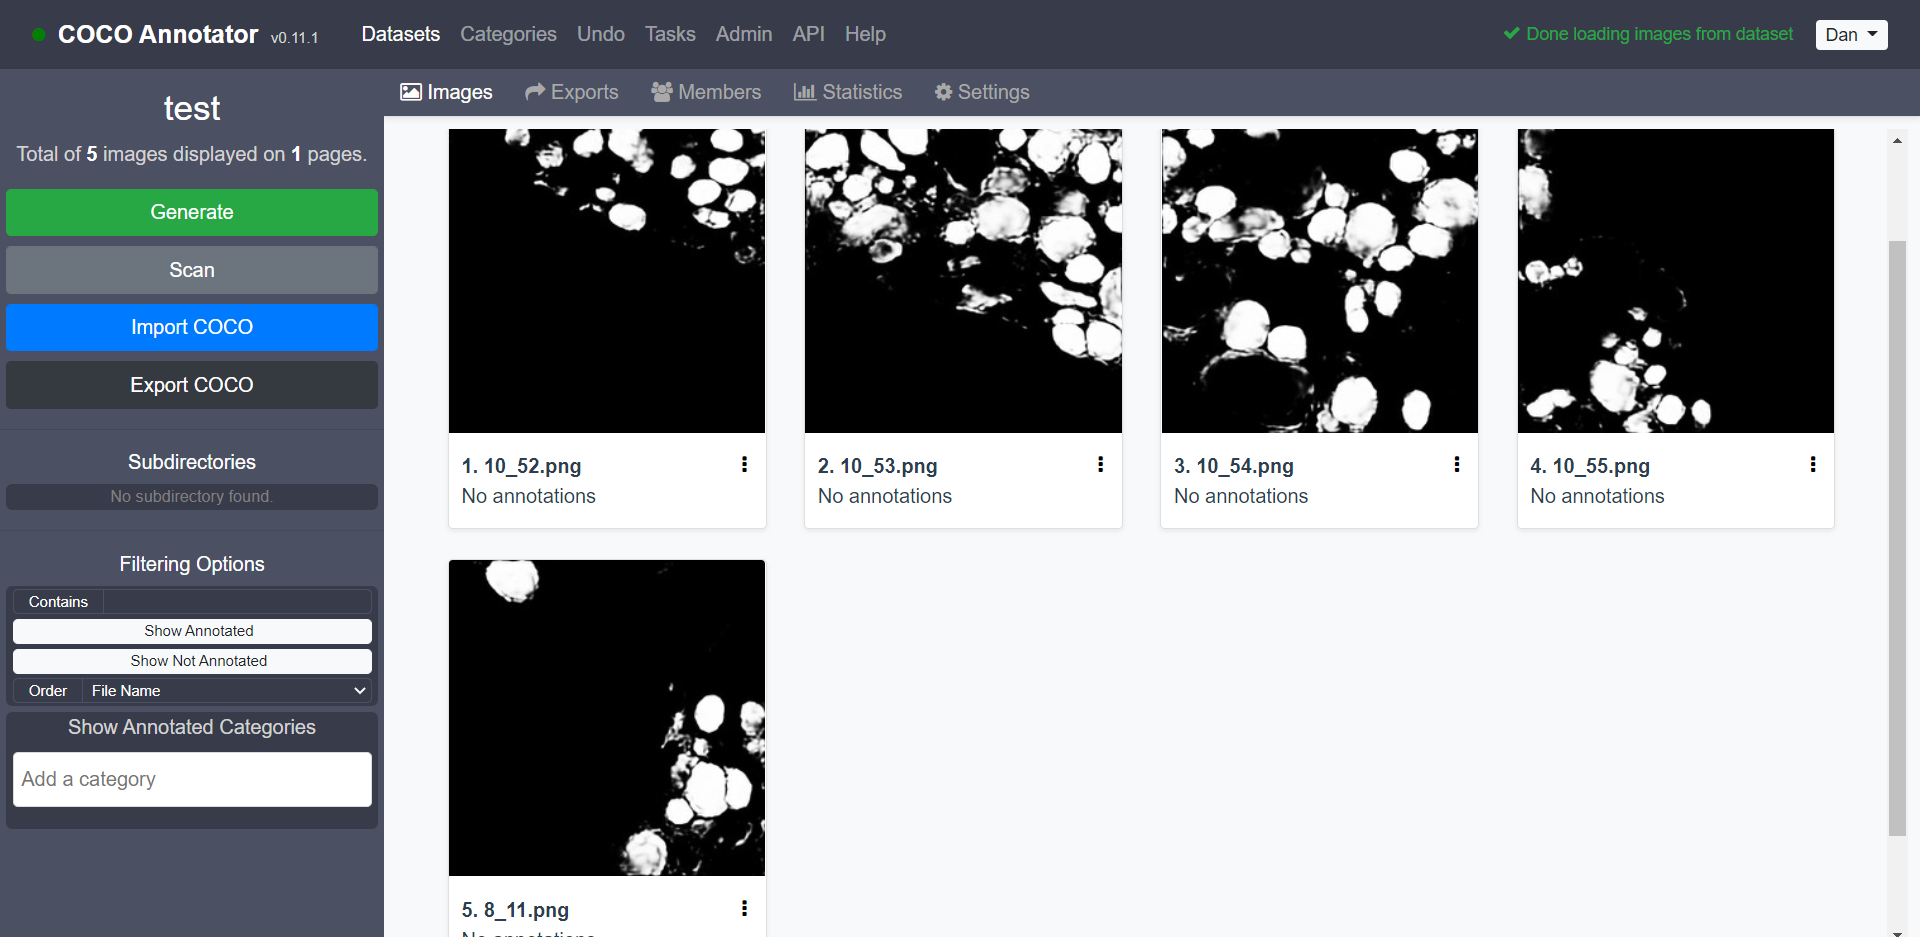 COCO Annotator v0.11.1 Datasets Categories Undo Tasks Admin API Help Done loading images from dataset Dan
Images Exports Members Statistics Settings
test
Total of 5 images displayed on 1 pages.
Generate
Scan
Import COCO
Export COCO
Subdirectories
No subdirectory found.
Filtering Options
Contains
Show Annotated
Show Not Annotated
Order File Name
Show Annotated Categories
Add a category
1. 10_52.png
No annotations
2. 10_53.png
No annotations
3. 10_54.png
No annotations
4. 10_55.png
No annotations
5. 8_11.png
No annotations